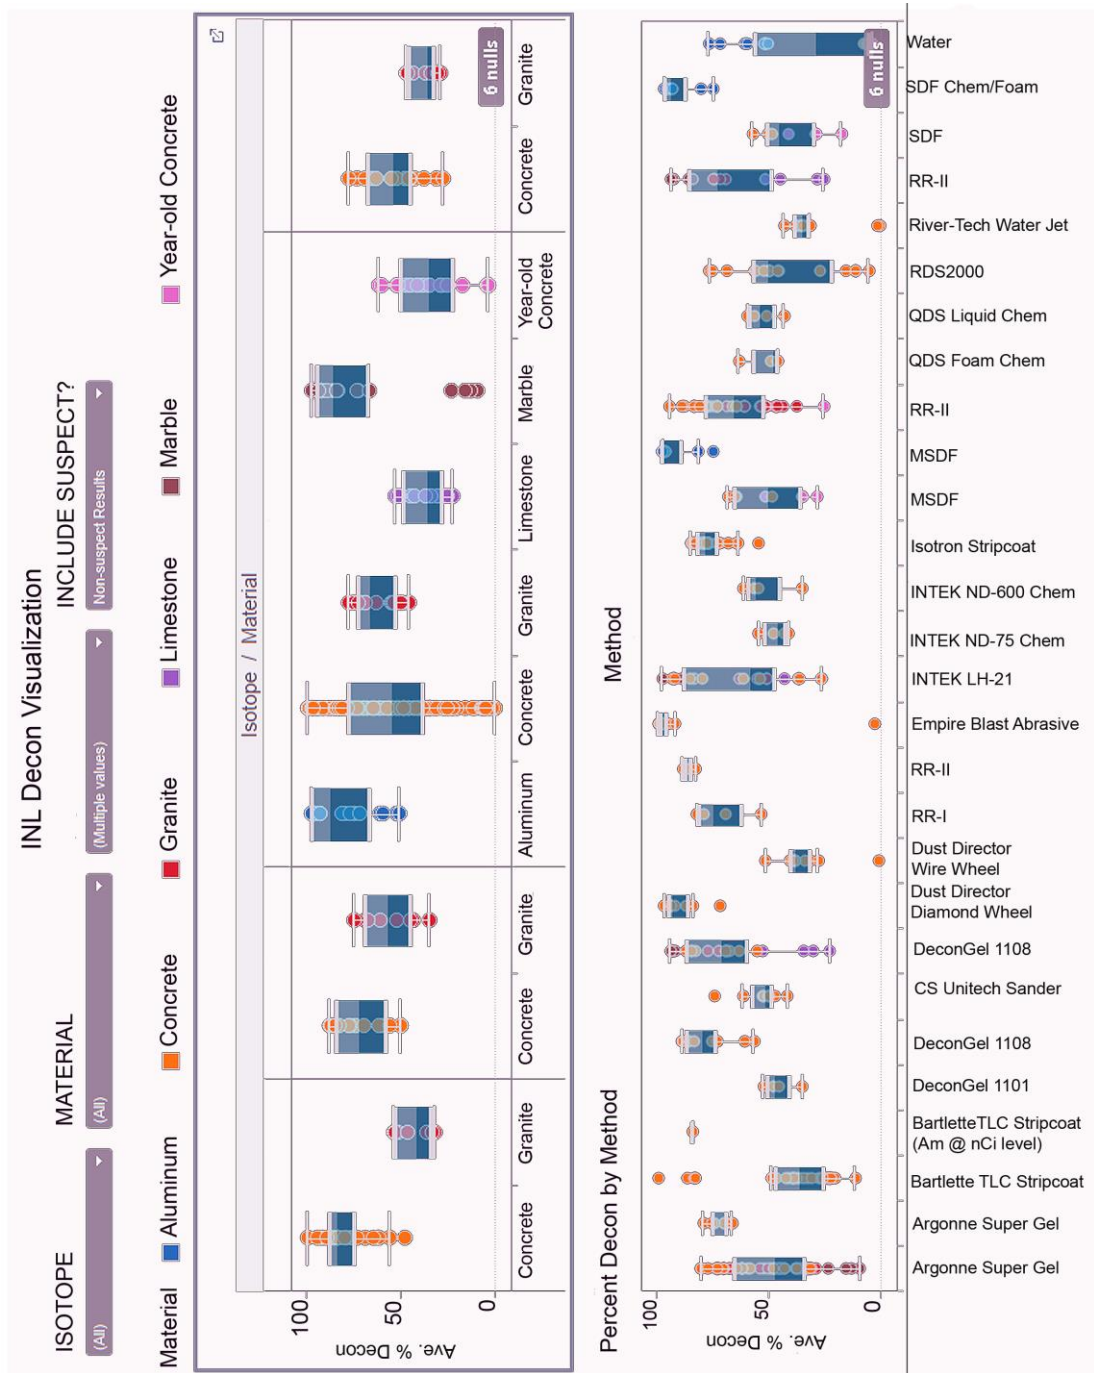 INL Decon Visualization
ISOTOPE
MATERIAL
INCLUDE SUSPECT?
(All)
(All)
(Multiple values)
Non-suspect Results
Material
Aluminum
Concrete
Granite
Limestone
Marble
Year-old Concrete
Isotope / Material
Ave. % Decon
100
50
0
6 nulls
Concrete
Granite
Concrete
Granite
Aluminum
Concrete
Granite
Limestone
Marble
Year-old
Concrete
Concrete
Granite
Percent Decon by Method
Method
Ave. % Decon
100
50
0
6 nulls
Water
SDF Chem/Foam
SDF
RR-II
River-Tech Water Jet
RDS2000
QDS Liquid Chem
QDS Foam Chem
RR-II
MSDF
MSDF
Isotron Stripcoat
INTEK ND-600 Chem
INTEK ND-75 Chem
INTEK LH-21
Empire Blast Abrasive
RR-II
RR-I
Dust Director
Wire Wheel
Dust Director
Diamond Wheel
DeconGel 1108
CS Unitech Sander
DeconGel 1108
DeconGel 1101
BartletteTLC Stripcoat
(Am @ nCi level)
Bartlette TLC Stripcoat
Argonne Super Gel
Argonne Super Gel